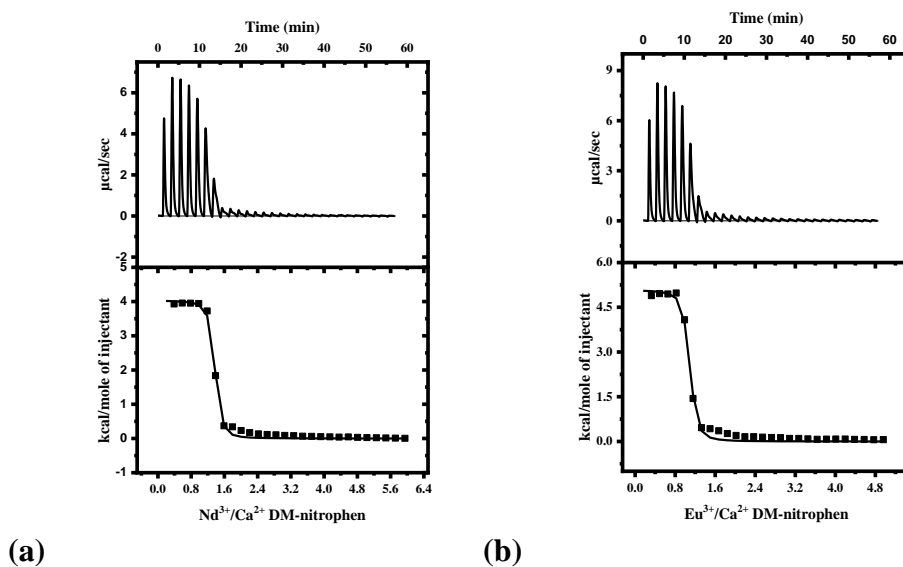 Time (min)
0 10 20 30 40 50 60
6
4
2
0
-2
µcal/sec
5
4
3
2
1
0
-1
kcal/mole of injectant
0.0 0.8 1.6 2.4 3.2 4.0 4.8 5.6 6.4
Nd³⁺/Ca²⁺ DM-nitrophen
(a)
Time (min)
0 10 20 30 40 50 60
9
6
3
0
µcal/sec
6.0
4.5
3.0
1.5
0.0
kcal/mole of injectant
0.0 0.8 1.6 2.4 3.2 4.0 4.8
Eu³⁺/Ca²⁺ DM-nitrophen
(b)